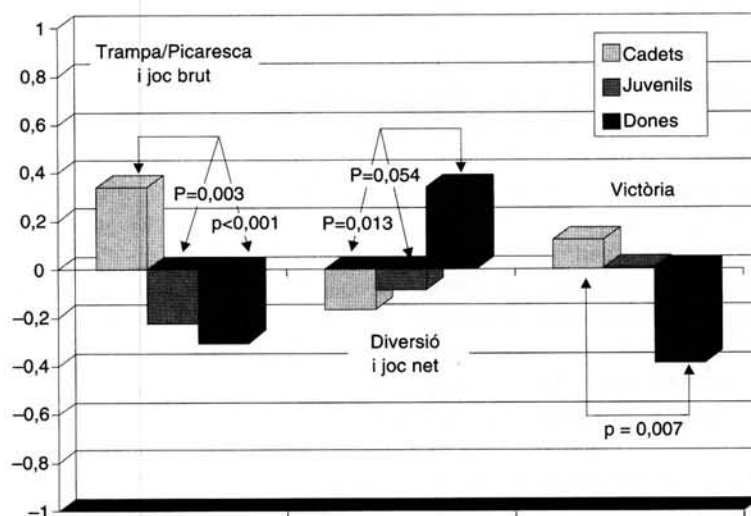 1
0,8
0,6
0,4
0,2
0
–0,2
–0,4
–0,6
–0,8
–1
Trampa/Picaresca
i joc brut
Cadets
Juvenils
Dones
P=0,003
p<0,001
P=0,054
P=0,013
Victòria
Diversió
i joc net
p = 0,007